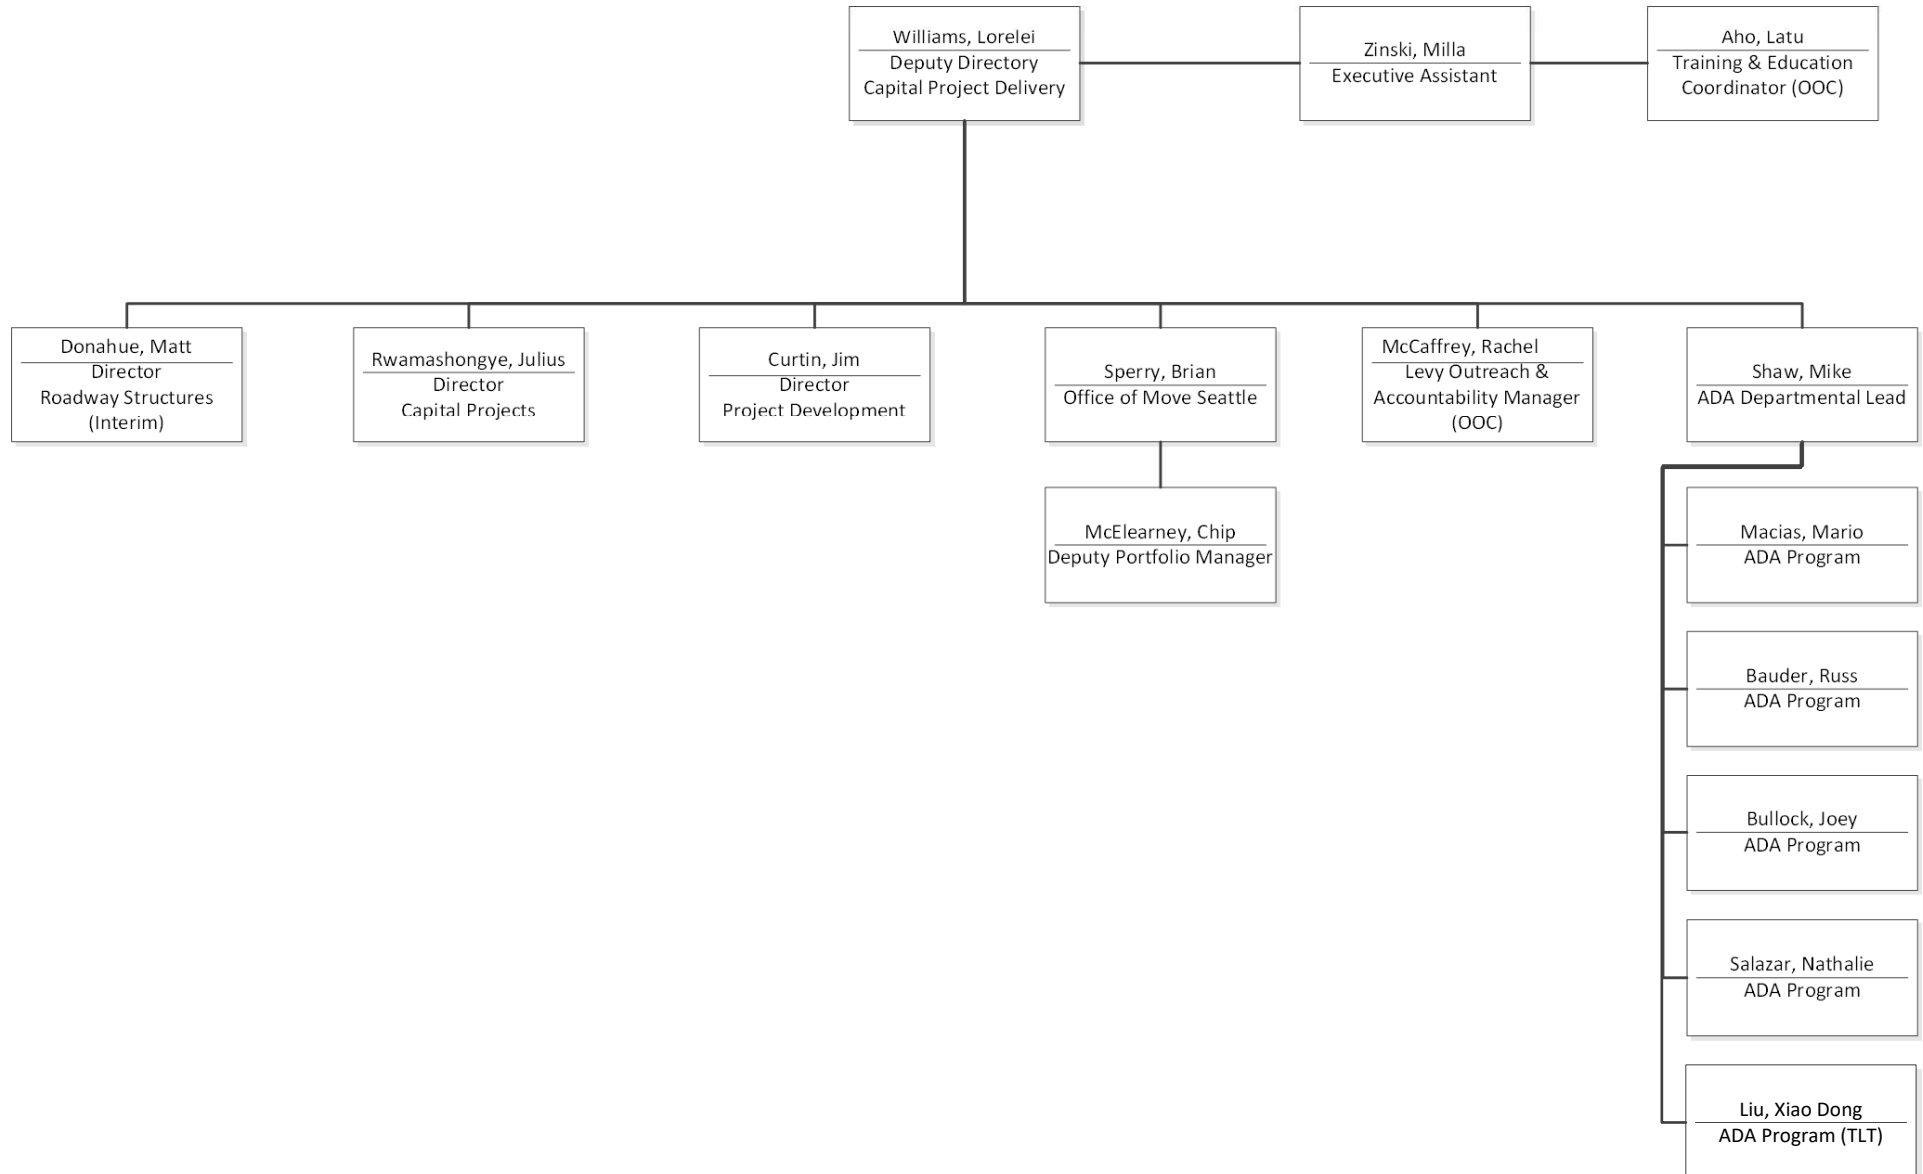 Williams, Lorelei
Deputy Directory
Capital Project Delivery
Zinski, Milla
Executive Assistant
Aho, Latu
Training & Education
Coordinator (OOC)
Donahue, Matt
Director
Roadway Structures
(Interim)
Rwamashongye, Julius
Director
Capital Projects
Curtin, Jim
Director
Project Development
Sperry, Brian
Office of Move Seattle
McCaffrey, Rachel
Levy Outreach &
Accountability Manager
(OOC)
Shaw, Mike
ADA Departmental Lead
McElearney, Chip
Deputy Portfolio Manager
Macias, Mario
ADA Program
Bauder, Russ
ADA Program
Bullock, Joey
ADA Program
Salazar, Nathalie
ADA Program
Liu, Xiao Dong
ADA Program (TLT)